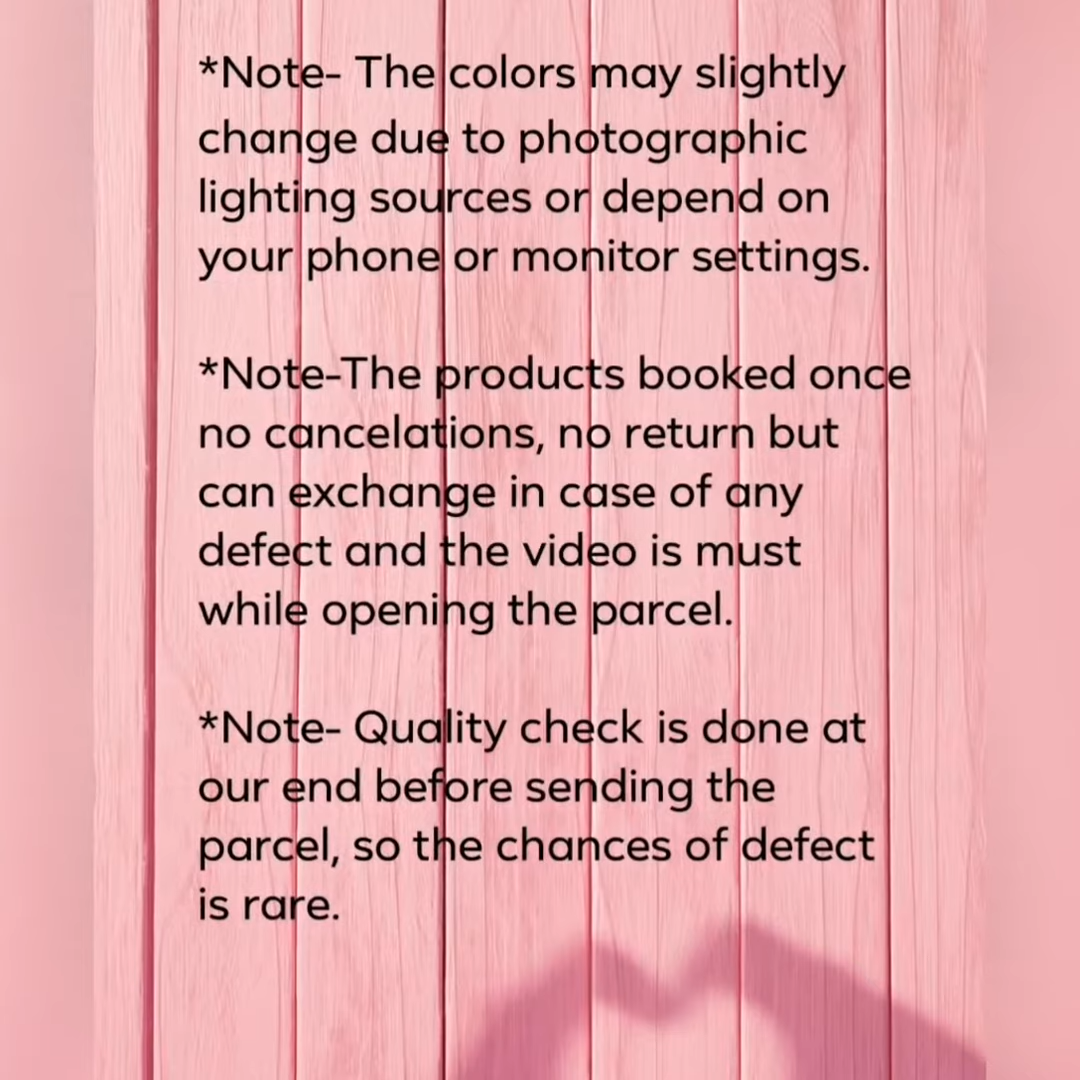 *Note- The colors may slightly
change due to photographic
lighting sources or depend on
your phone or monitor settings.
*Note-The products booked once
no cancelations, no return but
can exchange in case of any
defect and the video is must
while opening the parcel.
*Note- Quality check is done at
our end before sending the
parcel, so the chances of defect
is rare.